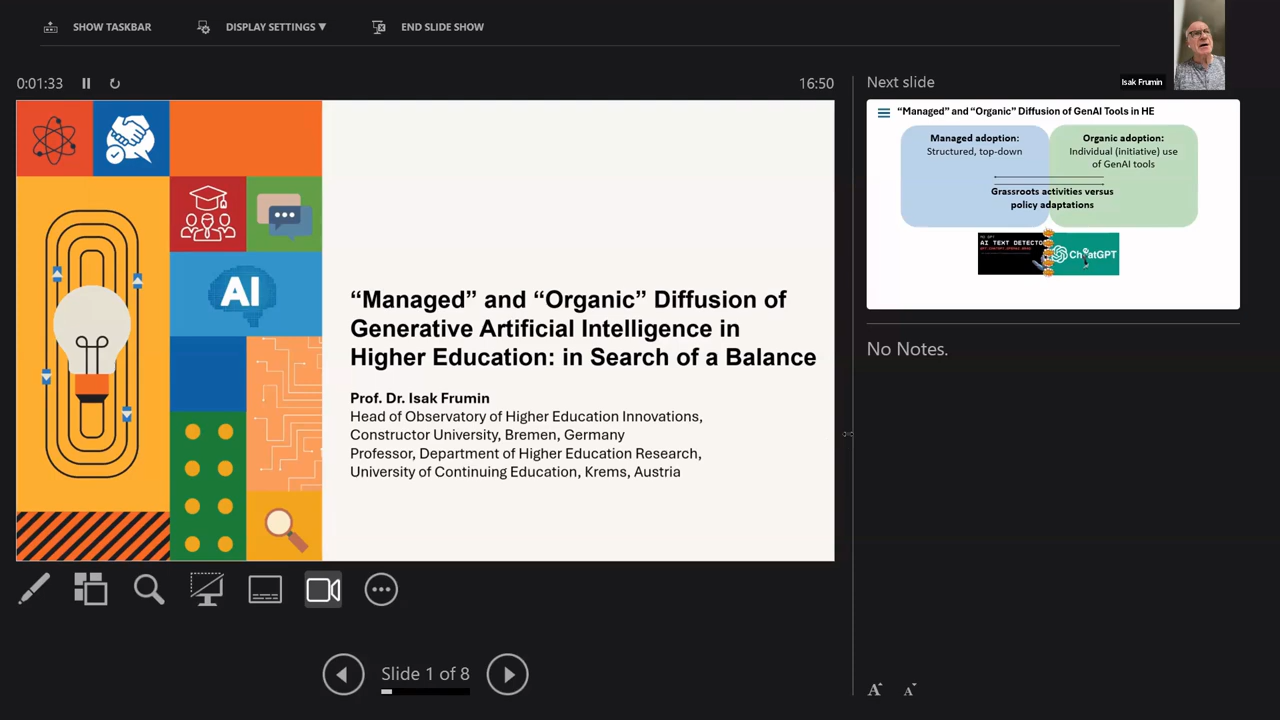 SHOW TASKBAR
DISPLAY SETTINGS ▼
END SLIDE SHOW
Isak Frumin
0:01:33
16:50
AI
“Managed” and “Organic” Diffusion of
Generative Artificial Intelligence in
Higher Education: in Search of a Balance
Prof. Dr. Isak Frumin
Head of Observatory of Higher Education Innovations,
Constructor University, Bremen, Germany
Professor, Department of Higher Education Research,
University of Continuing Education, Krems, Austria
Slide 1 of 8
Next slide
“Managed” and “Organic” Diffusion of GenAI Tools in HE
Managed adoption:
Structured, top-down
Organic adoption:
Individual (initiative) use
of GenAI tools
Grassroots activities versus
policy adaptations
AI TEXT DETECTO
ChatGPT
No Notes.
A A